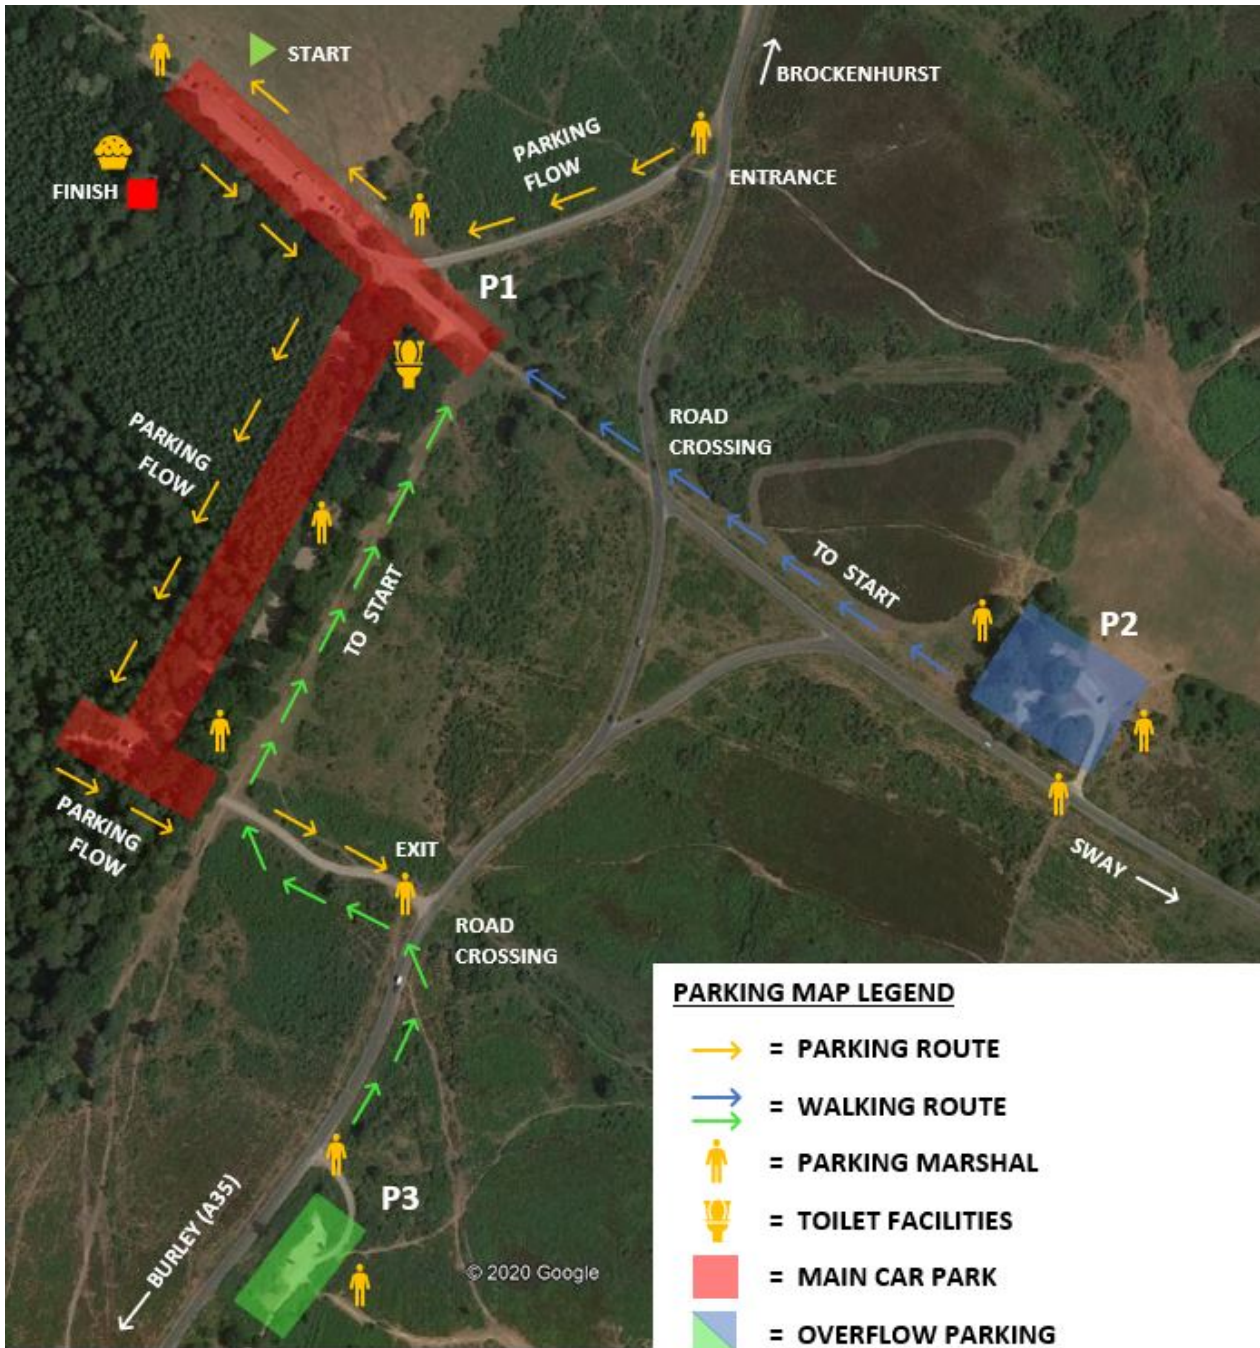 START
BROCKENHURST
PARKING
FLOW
ENTRANCE
FINISH
P1
ROAD
CROSSING
PARKING
FLOW
TO START
TO START
P2
PARKING
FLOW
EXIT
SWAY
ROAD
CROSSING
P3
BURLEY (A35)
© 2020 Google
PARKING MAP LEGEND
= PARKING ROUTE
= WALKING ROUTE
= PARKING MARSHAL
= TOILET FACILITIES
= MAIN CAR PARK
= OVERFLOW PARKING